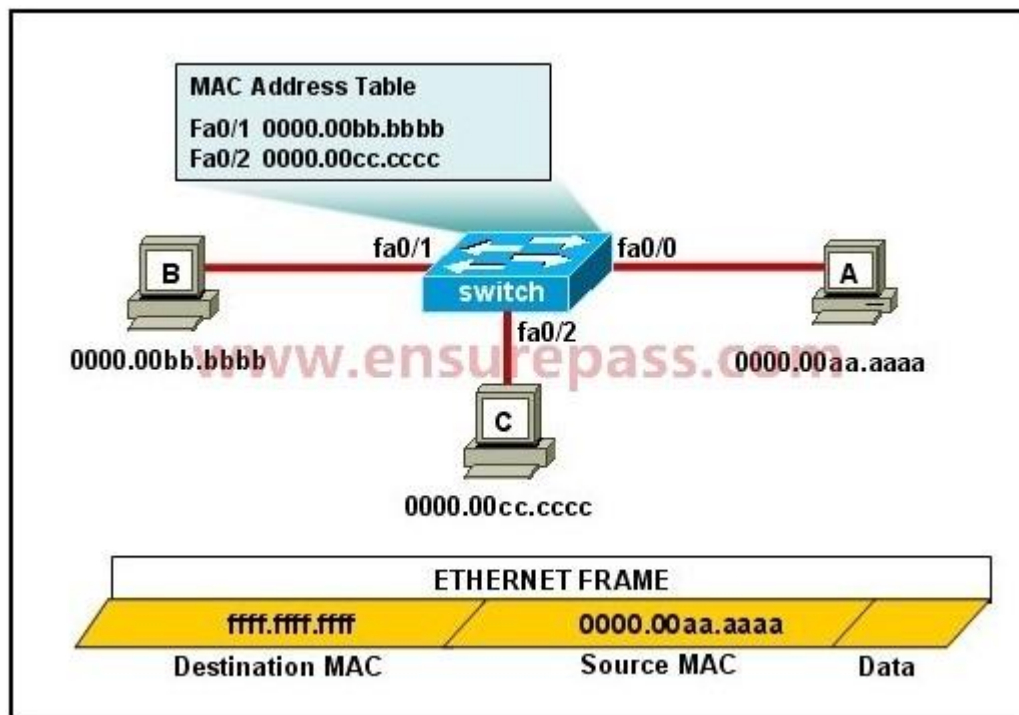 MAC Address Table
Fa0/1 0000.00bb.bbbb
Fa0/2 0000.00cc.cccc
fa0/1
fa0/0
B
A
switch
fa0/2
0000.00bb.bbbb
www.ensurepass.com
0000.00aa.aaaa
C
0000.00cc.cccc
ETHERNET FRAME
ffff.ffff.ffff
0000.00aa.aaaa
Destination MAC
Source MAC
Data